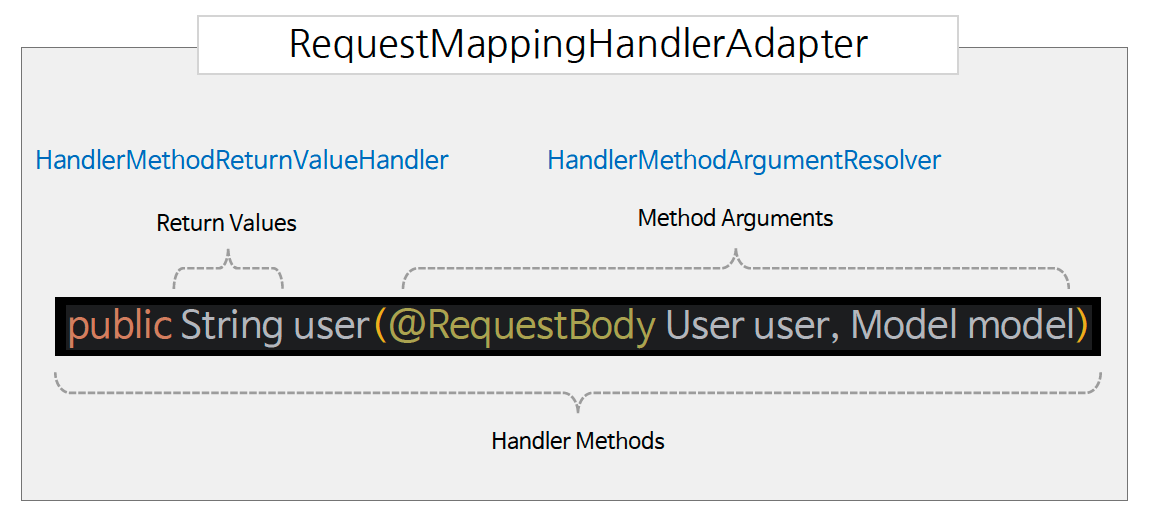 RequestMappingHandlerAdapter
HandlerMethodReturnValueHandler
HandlerMethodArgumentResolver
Return Values
Method Arguments
public String user(@RequestBody User user, Model model)
Handler Methods